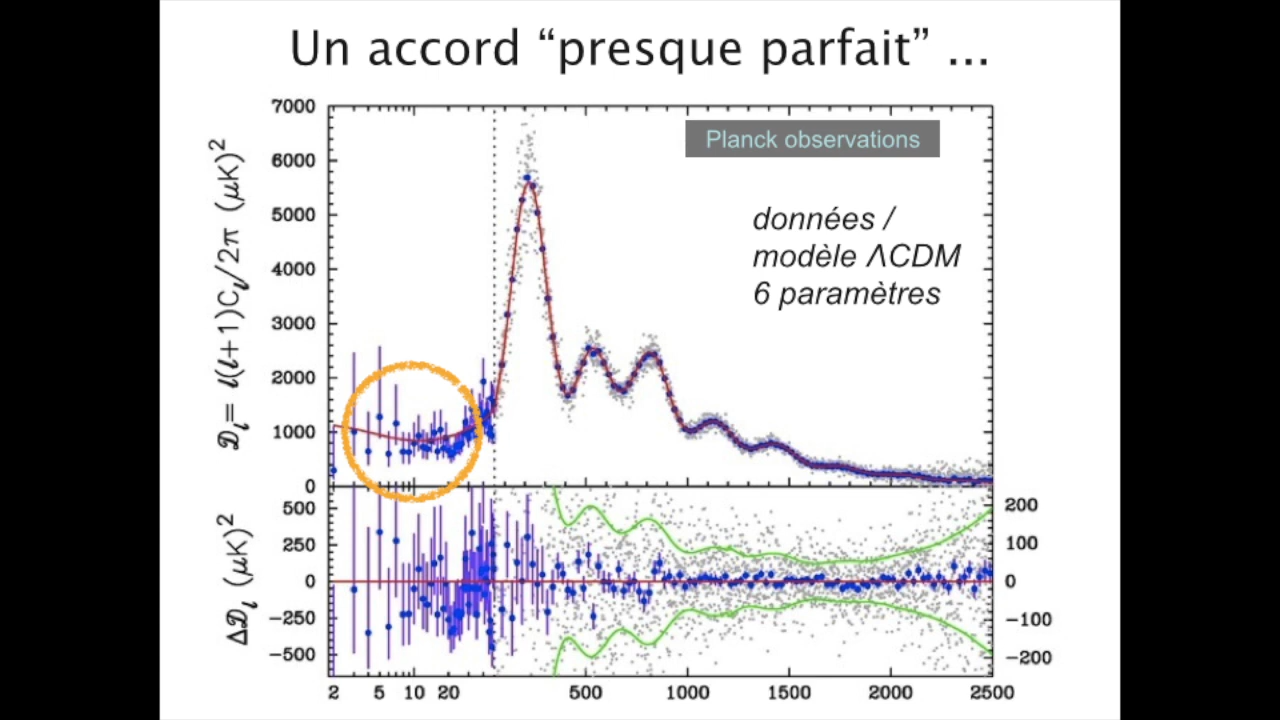 Un accord “presque parfait” ...
Planck observations
données /
modèle ΛCDM
6 paramètres
𝒟ℓ= ℓ(ℓ+1)Cℓ/2π (μK)²
7000
6000
5000
4000
3000
2000
1000
0
Δ𝒟ℓ (μK)²
500
250
0
−250
−500
200
100
0
−100
−200
2 5 10 20 500 1000 1500 2000 2500